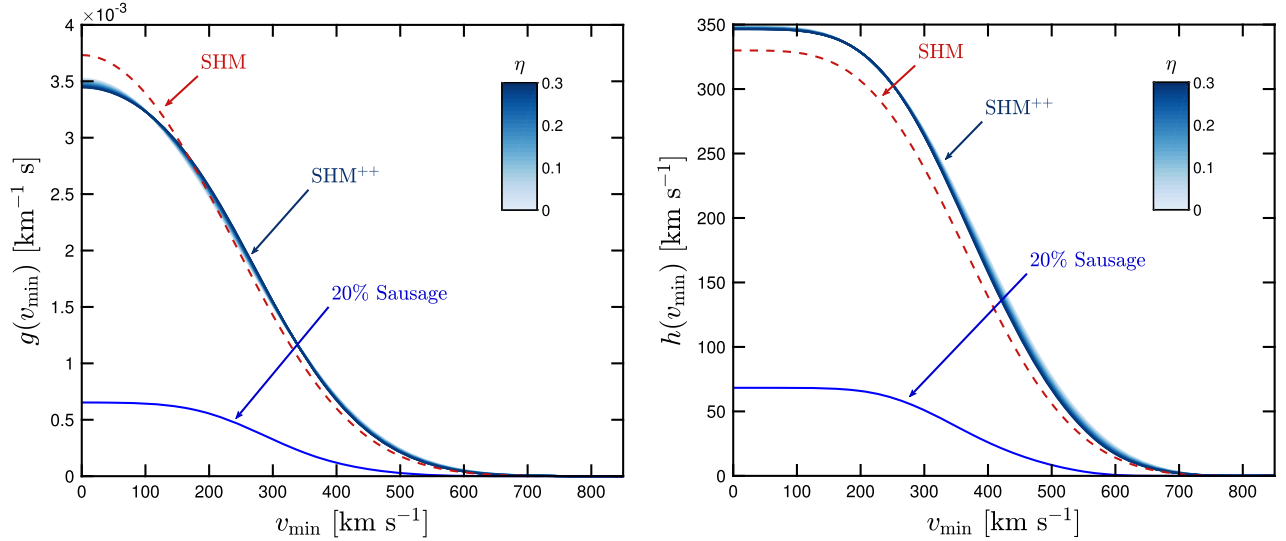 ×10⁻³
4
3.5
3
2.5
2
1.5
1
0.5
0
g(v_min) [km⁻¹ s]
SHM
SHM⁺⁺
20% Sausage
η
0.3
0.2
0.1
0
0 100 200 300 400 500 600 700 800
v_min [km s⁻¹]
350
300
250
200
150
100
50
0
h(v_min) [km s⁻¹]
SHM
SHM⁺⁺
20% Sausage
η
0.3
0.2
0.1
0
0 100 200 300 400 500 600 700 800
v_min [km s⁻¹]